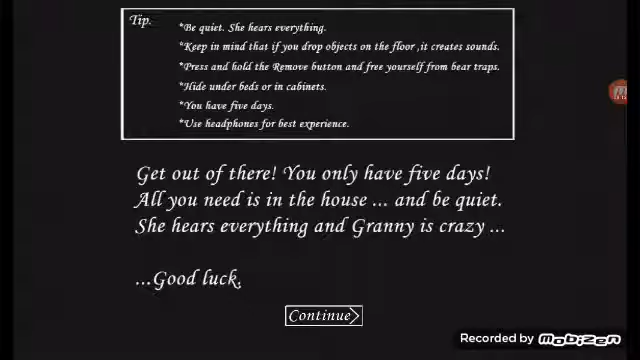 Tip.
*Be quiet. She hears everything.
*Keep in mind that if you drop objects on the floor ,it creates sounds.
*Press and hold the Remove button and free yourself from bear traps.
*Hide under beds or in cabinets.
*You have five days.
*Use headphones for best experience.
Get out of there! You only have five days!
All you need is in the house ... and be quiet.
She hears everything and Granny is crazy ...
...Good luck.
Continue
Recorded by MOBIZEN